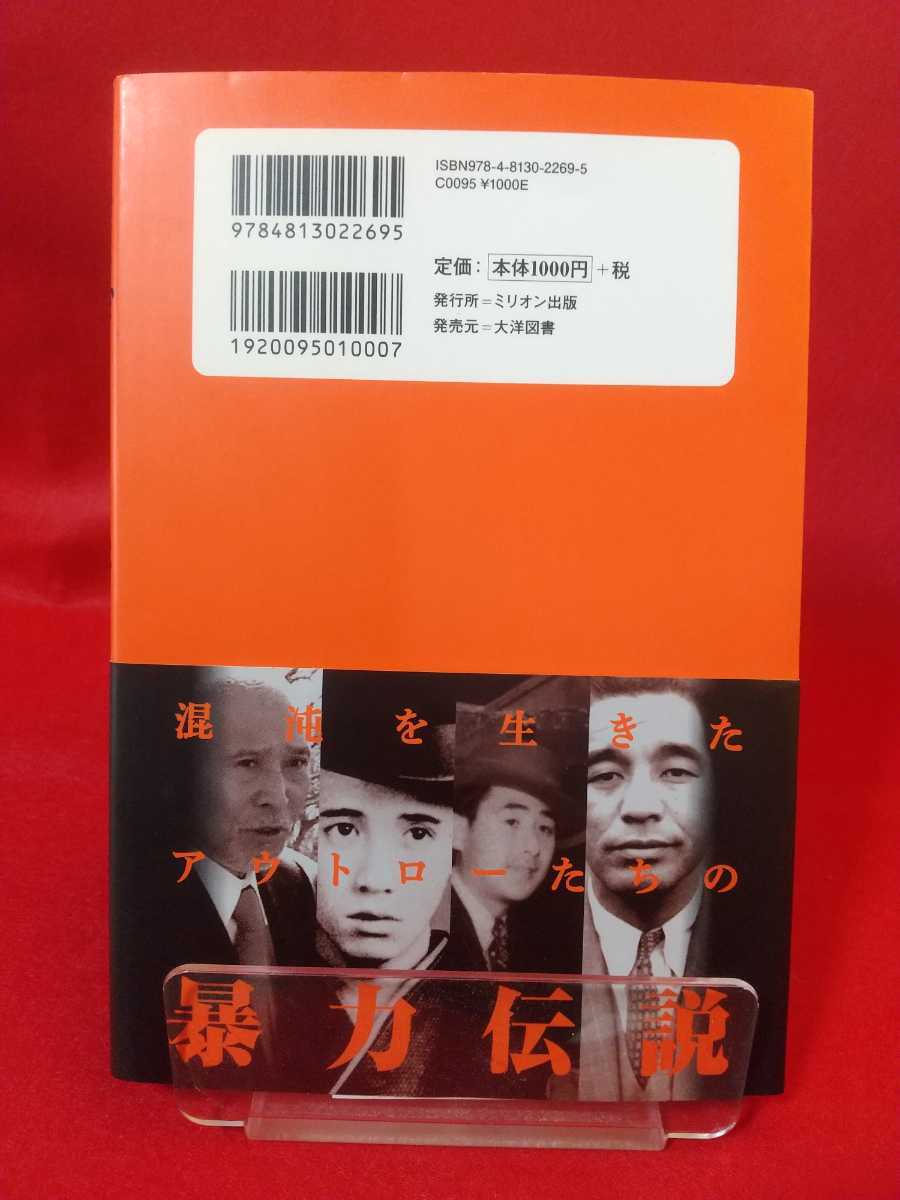 ISBN978-4-8130-2269-5
C0095 ¥1000E
9784813022695
定価：本体1000円+税
発行所＝ミリオン出版
発売元＝大洋図書
1920095010007
混沌を生きた
アウトローたちの
暴力伝説